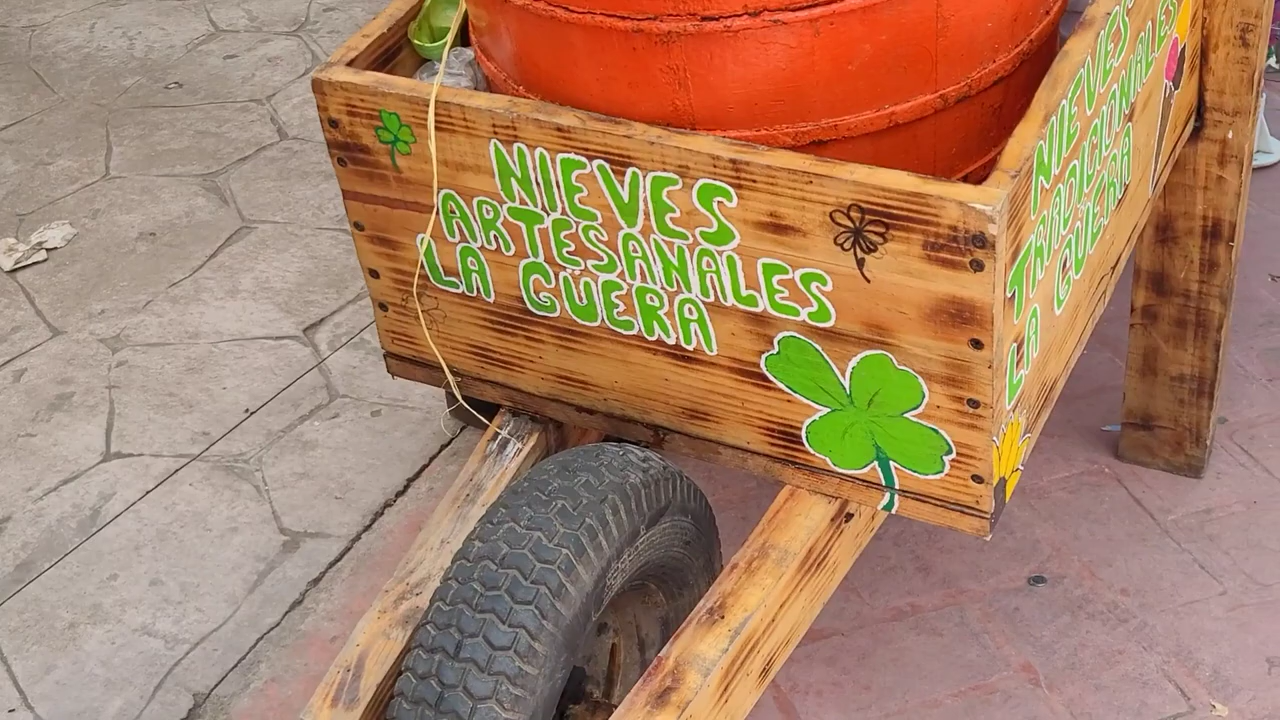 NIEVES
ARTESANALES
LA GÜERA
NIEVES
TRADICIONALES
LA GÜERA